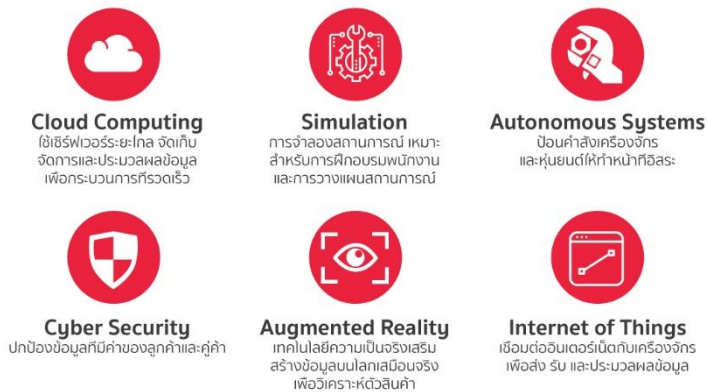 Cloud Computing
ใช้เซิร์ฟเวอร์ระยะไกล จัดเก็บ
จัดการและประมวลผลข้อมูล
เพื่อกระบวนการที่รวดเร็ว
Simulation
การจำลองสถานการณ์ เหมาะ
สำหรับการฝึกอบรมพนักงาน
และการวางแผนสถานการณ์
Autonomous Systems
ป้อนคำสั่งเครื่องจักร
และหุ่นยนต์ให้ทำหน้าที่อิสระ
Cyber Security
ปกป้องข้อมูลที่มีค่าของลูกค้าและคู่ค้า
Augmented Reality
เทคโนโลยีความเป็นจริงเสริม
สร้างข้อมูลบนโลกเสมือนจริง
เพื่อวิเคราะห์ตัวสินค้า
Internet of Things
เชื่อมต่ออินเตอร์เน็ตกับเครื่องจักร
เพื่อส่ง รับ และประมวลผลข้อมูล